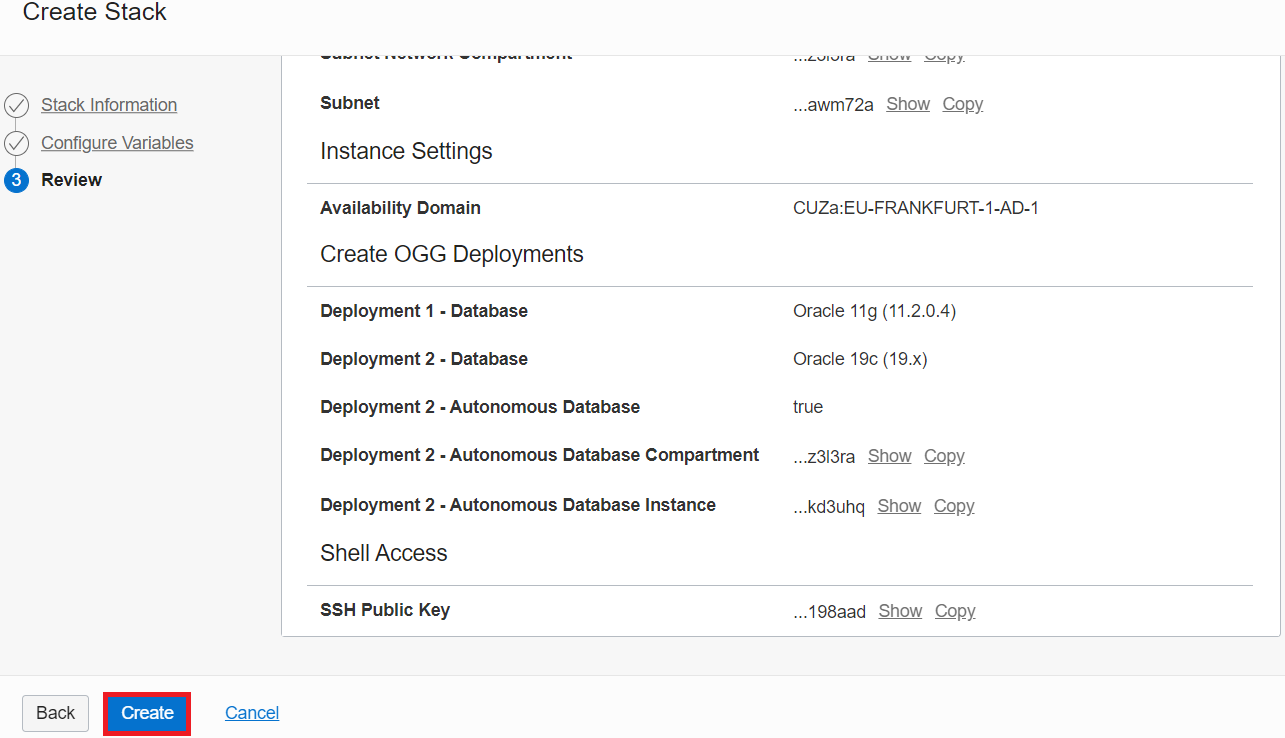 Create Stack
Subnet Network Compartment ...z3l3ra Show Copy
Stack Information
Subnet ...awm72a Show Copy
Configure Variables
Instance Settings
3 Review
Availability Domain CUZa:EU-FRANKFURT-1-AD-1
Create OGG Deployments
Deployment 1 - Database Oracle 11g (11.2.0.4)
Deployment 2 - Database Oracle 19c (19.x)
Deployment 2 - Autonomous Database true
Deployment 2 - Autonomous Database Compartment ...z3l3ra Show Copy
Deployment 2 - Autonomous Database Instance ...kd3uhq Show Copy
Shell Access
SSH Public Key ...198aad Show Copy
Back Create Cancel